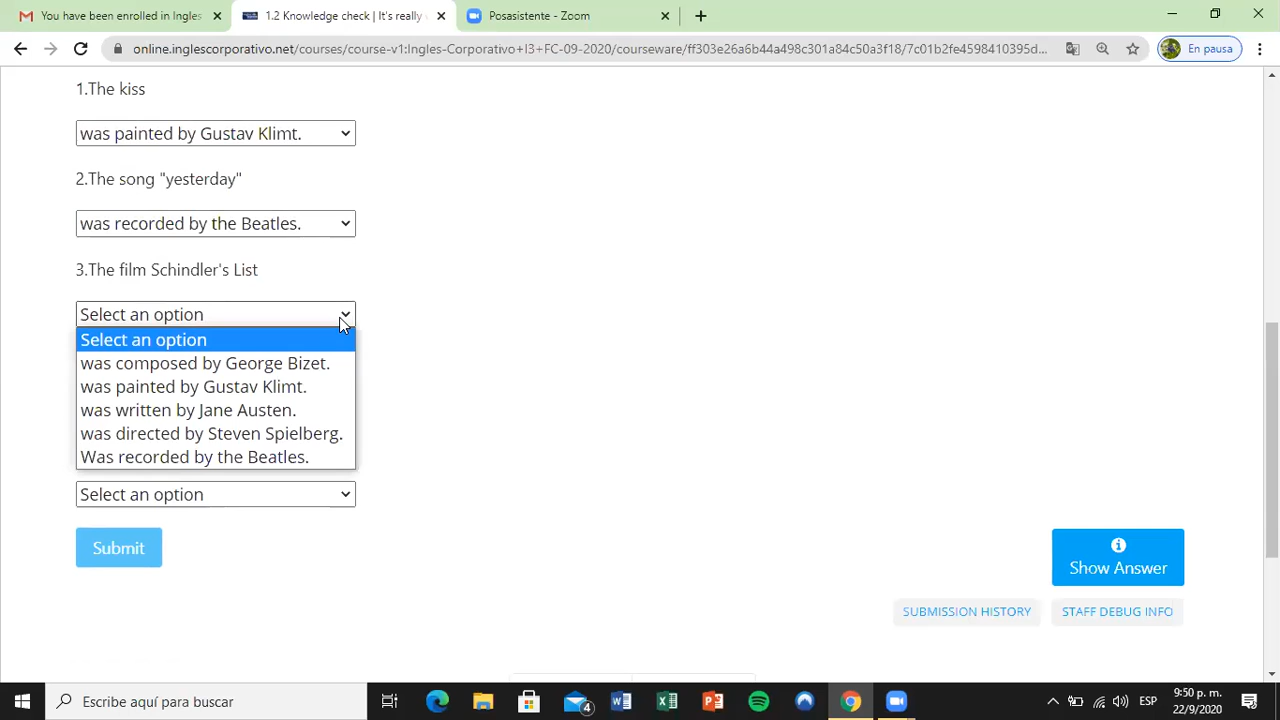 You have been enrolled in Ingles
1.2 Knowledge check | It's really
Posasistente - Zoom
online.inglescorporativo.net/courses/course-v1:Ingles-Corporativo+I3+FC-09-2020/courseware/ff303e26a6b44a498c301a84c50a3f18/7c01b2fe4598410395d...
En pausa
1.The kiss
was painted by Gustav Klimt.
2.The song "yesterday"
was recorded by the Beatles.
3.The film Schindler's List
Select an option
Select an option
was composed by George Bizet.
was painted by Gustav Klimt.
was written by Jane Austen.
was directed by Steven Spielberg.
Was recorded by the Beatles.
Select an option
Submit
Show Answer
SUBMISSION HISTORY
STAFF DEBUG INFO
Escribe aquí para buscar
4
ESP
9:50 p. m.
22/9/2020